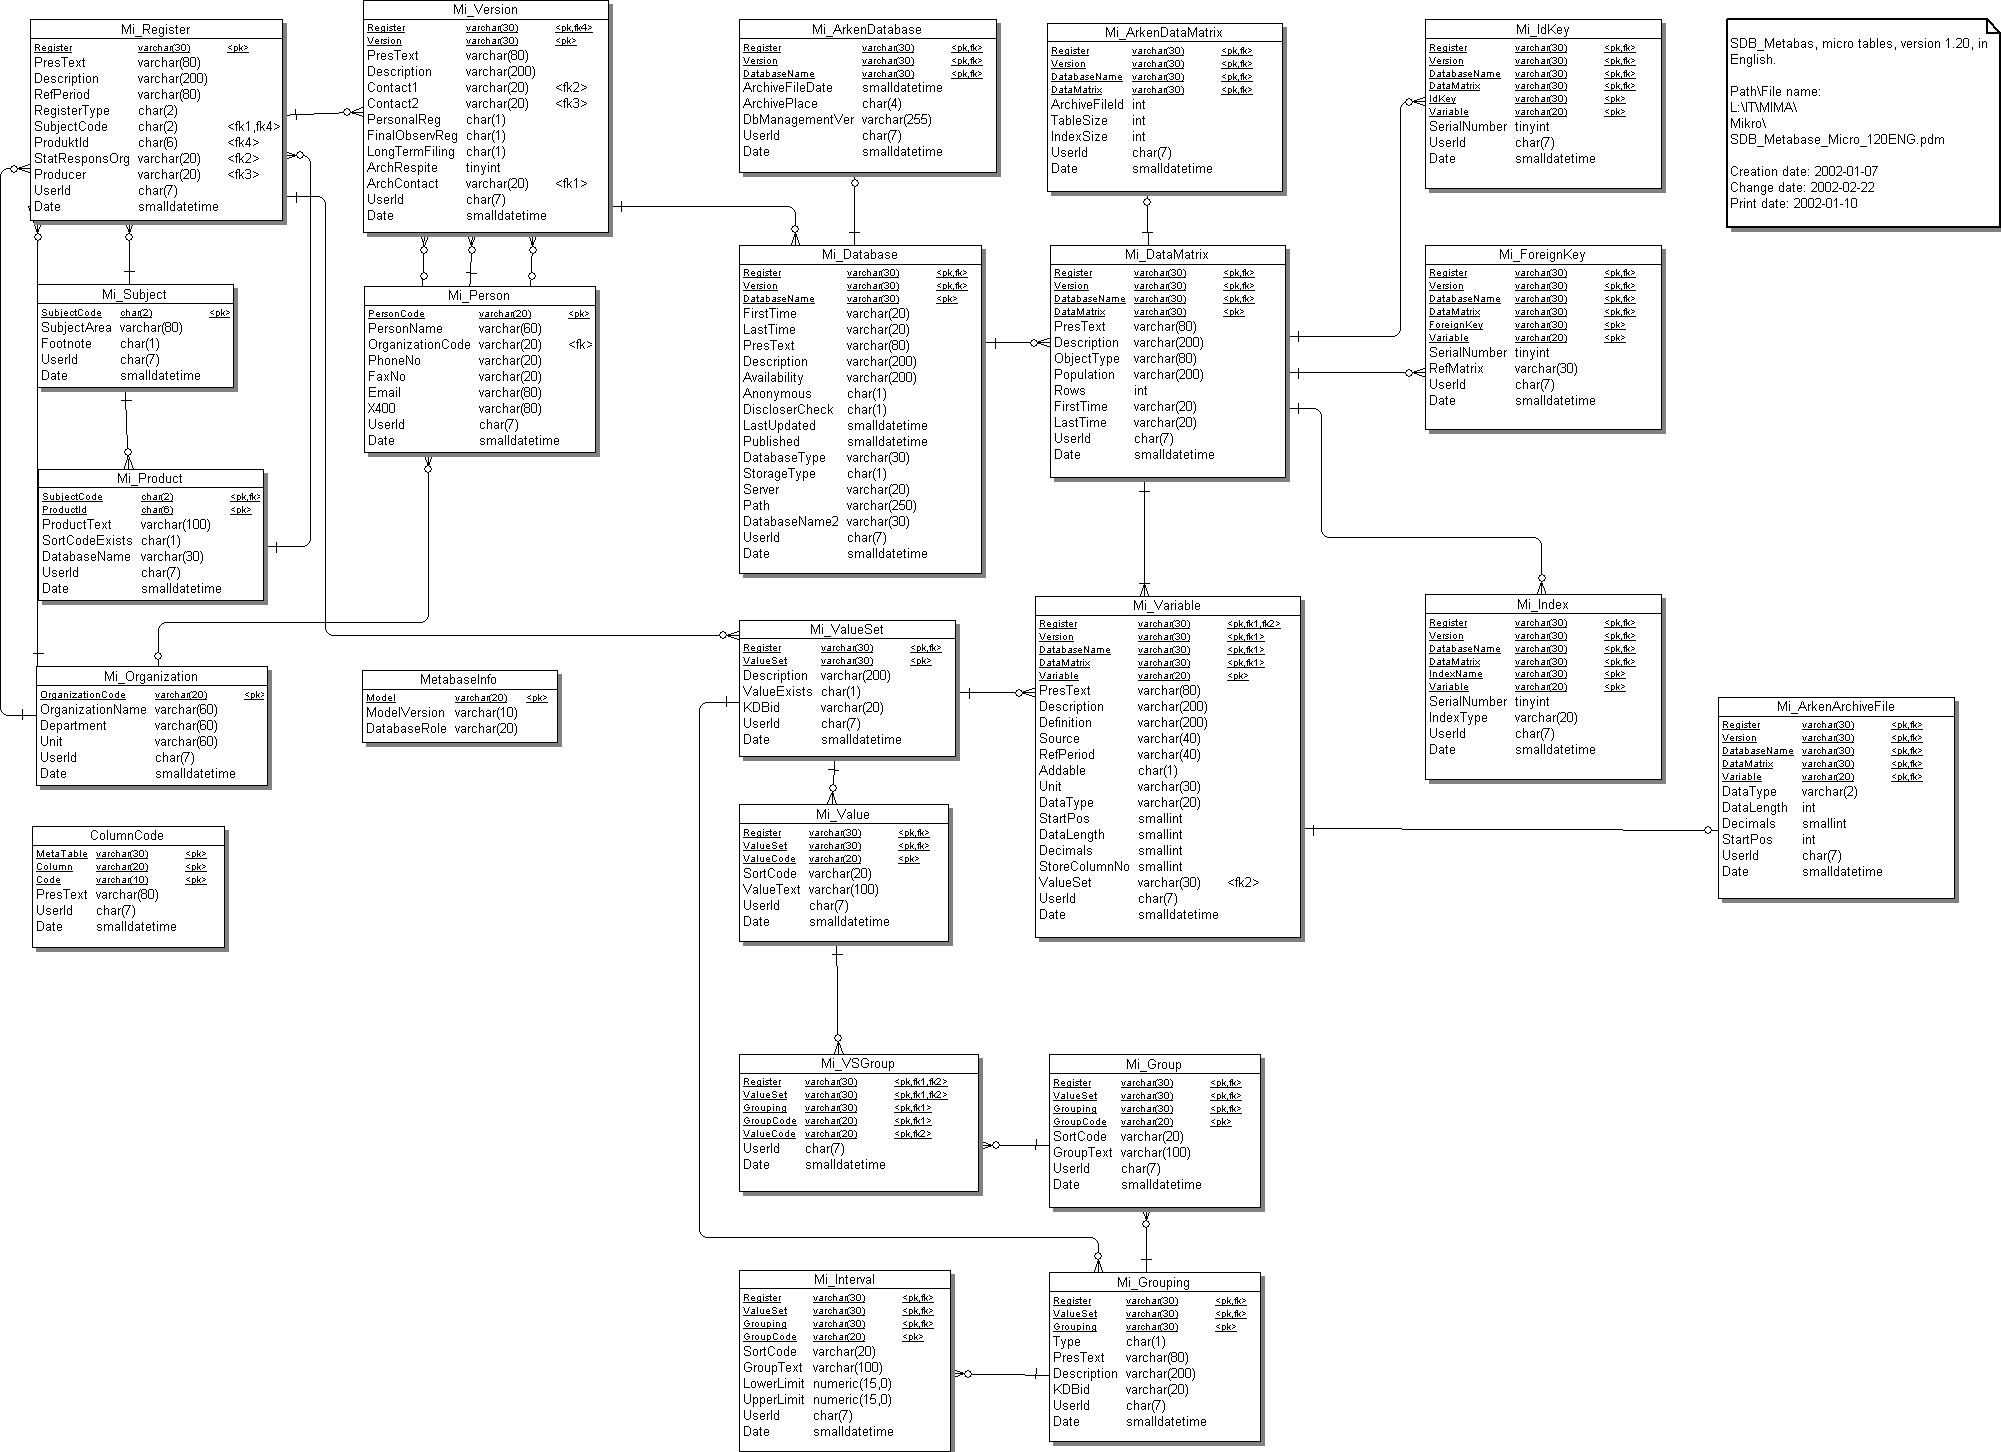 Mi_Register
Register varchar(30) <pk>
PresText varchar(80)
Description varchar(200)
RefPeriod varchar(80)
RegisterType char(2)
SubjectCode char(2) <fk1,fk4>
ProduktId char(6) <fk4>
StatResponsOrg varchar(20) <fk2>
Producer varchar(20) <fk3>
UserId char(7)
Date smalldatetime
Mi_Version
Register varchar(30) <pk,fk4>
Version varchar(30) <pk>
PresText varchar(80)
Description varchar(200)
Contact1 varchar(20) <fk2>
Contact2 varchar(20) <fk3>
PersonalReg char(1)
FinalObservReg char(1)
LongTermFiling char(1)
ArchRespite tinyint
ArchContact varchar(20) <fk1>
UserId char(7)
Date smalldatetime
Mi_ArkenDatabase
Register varchar(30) <pk,fk>
Version varchar(30) <pk,fk>
DatabaseName varchar(30) <pk,fk>
ArchiveFileDate smalldatetime
ArchivePlace char(4)
DbManagementVer varchar(255)
UserId char(7)
Date smalldatetime
Mi_ArkenDataMatrix
Register varchar(30) <pk,fk>
Version varchar(30) <pk,fk>
DatabaseName varchar(30) <pk,fk>
DataMatrix varchar(30) <pk,fk>
ArchiveFileId int
TableSize int
IndexSize int
UserId char(7)
Date smalldatetime
Mi_IdKey
Register varchar(30) <pk,fk>
Version varchar(30) <pk,fk>
DatabaseName varchar(30) <pk,fk>
DataMatrix varchar(30) <pk,fk>
IdKey varchar(30) <pk>
Variable varchar(20) <pk>
SerialNumber tinyint
UserId char(7)
Date smalldatetime
SDB_Metabas, micro tables, version 1.20, in
English.
Path\File name:
L:\IT\MIMA\
Mikro\
SDB_Metabase_Micro_120ENG.pdm
Creation date: 2002-01-07
Change date: 2002-02-22
Print date: 2002-01-10
Mi_Subject
SubjectCode char(2) <pk>
SubjectArea varchar(80)
Footnote char(1)
UserId char(7)
Date smalldatetime
Mi_Person
PersonCode varchar(20) <pk>
PersonName varchar(60)
OrganizationCode varchar(20) <fk>
PhoneNo varchar(20)
FaxNo varchar(20)
Email varchar(80)
X400 varchar(80)
UserId char(7)
Date smalldatetime
Mi_Database
Register varchar(30) <pk,fk>
Version varchar(30) <pk,fk>
DatabaseName varchar(30) <pk>
FirstTime varchar(20)
LastTime varchar(20)
PresText varchar(80)
Description varchar(200)
Availability varchar(200)
Anonymous char(1)
DiscloserCheck char(1)
LastUpdated smalldatetime
Published smalldatetime
DatabaseType varchar(30)
StorageType char(1)
Server varchar(20)
Path varchar(250)
DatabaseName2 varchar(30)
UserId char(7)
Date smalldatetime
Mi_DataMatrix
Register varchar(30) <pk,fk>
Version varchar(30) <pk,fk>
DatabaseName varchar(30) <pk,fk>
DataMatrix varchar(30) <pk>
PresText varchar(80)
Description varchar(200)
ObjectType varchar(80)
Population varchar(200)
Rows int
FirstTime varchar(20)
LastTime varchar(20)
UserId char(7)
Date smalldatetime
Mi_ForeignKey
Register varchar(30) <pk,fk>
Version varchar(30) <pk,fk>
DatabaseName varchar(30) <pk,fk>
DataMatrix varchar(30) <pk,fk>
ForeignKey varchar(30) <pk>
Variable varchar(20) <pk>
SerialNumber tinyint
RefMatrix varchar(30)
UserId char(7)
Date smalldatetime
Mi_Product
SubjectCode char(2) <pk,fk>
ProductId char(6) <pk>
ProductText varchar(100)
SortCodeExists char(1)
DatabaseName varchar(30)
UserId char(7)
Date smalldatetime
Mi_Organization
OrganizationCode varchar(20) <pk>
OrganizationName varchar(60)
Department varchar(60)
Unit varchar(60)
UserId char(7)
Date smalldatetime
MetabaseInfo
Model varchar(20) <pk>
ModelVersion varchar(10)
DatabaseRole varchar(20)
Mi_ValueSet
Register varchar(30) <pk,fk>
ValueSet varchar(30) <pk>
Description varchar(200)
ValueExists char(1)
KDBid varchar(20)
UserId char(7)
Date smalldatetime
Mi_Variable
Register varchar(30) <pk,fk1,fk2>
Version varchar(30) <pk,fk1>
DatabaseName varchar(30) <pk,fk1>
DataMatrix varchar(30) <pk,fk1>
Variable varchar(20) <pk>
PresText varchar(80)
Description varchar(200)
Definition varchar(200)
Source varchar(40)
RefPeriod varchar(40)
Addable char(1)
Unit varchar(30)
DataType varchar(20)
StartPos smallint
DataLength smallint
Decimals smallint
StoreColumnNo smallint
ValueSet varchar(30) <fk2>
UserId char(7)
Date smalldatetime
Mi_Index
Register varchar(30) <pk,fk>
Version varchar(30) <pk,fk>
DatabaseName varchar(30) <pk,fk>
DataMatrix varchar(30) <pk,fk>
IndexName varchar(30) <pk>
Variable varchar(20) <pk>
SerialNumber tinyint
IndexType varchar(20)
UserId char(7)
Date smalldatetime
Mi_ArkenArchiveFile
Register varchar(30) <pk,fk>
Version varchar(30) <pk,fk>
DatabaseName varchar(30) <pk,fk>
DataMatrix varchar(30) <pk,fk>
Variable varchar(20) <pk,fk>
DataType varchar(2)
DataLength int
Decimals smallint
StartPos int
UserId char(7)
Date smalldatetime
ColumnCode
MetaTable varchar(30) <pk>
Column varchar(20) <pk>
Code varchar(10) <pk>
PresText varchar(80)
UserId char(7)
Date smalldatetime
Mi_Value
Register varchar(30) <pk,fk>
ValueSet varchar(30) <pk,fk>
ValueCode varchar(20) <pk>
SortCode varchar(20)
ValueText varchar(100)
UserId char(7)
Date smalldatetime
Mi_VSGroup
Register varchar(30) <pk,fk1,fk2>
ValueSet varchar(30) <pk,fk1,fk2>
Grouping varchar(30) <pk,fk1>
GroupCode varchar(20) <pk,fk1>
ValueCode varchar(20) <pk,fk2>
UserId char(7)
Date smalldatetime
Mi_Group
Register varchar(30) <pk,fk>
ValueSet varchar(30) <pk,fk>
Grouping varchar(30) <pk,fk>
GroupCode varchar(20) <pk>
SortCode varchar(20)
GroupText varchar(100)
UserId char(7)
Date smalldatetime
Mi_Interval
Register varchar(30) <pk,fk>
ValueSet varchar(30) <pk,fk>
Grouping varchar(30) <pk,fk>
GroupCode varchar(20) <pk>
SortCode varchar(20)
GroupText varchar(100)
LowerLimit numeric(15,0)
UpperLimit numeric(15,0)
UserId char(7)
Date smalldatetime
Mi_Grouping
Register varchar(30) <pk,fk>
ValueSet varchar(30) <pk,fk>
Grouping varchar(30) <pk>
Type char(1)
PresText varchar(80)
Description varchar(200)
KDBid varchar(20)
UserId char(7)
Date smalldatetime